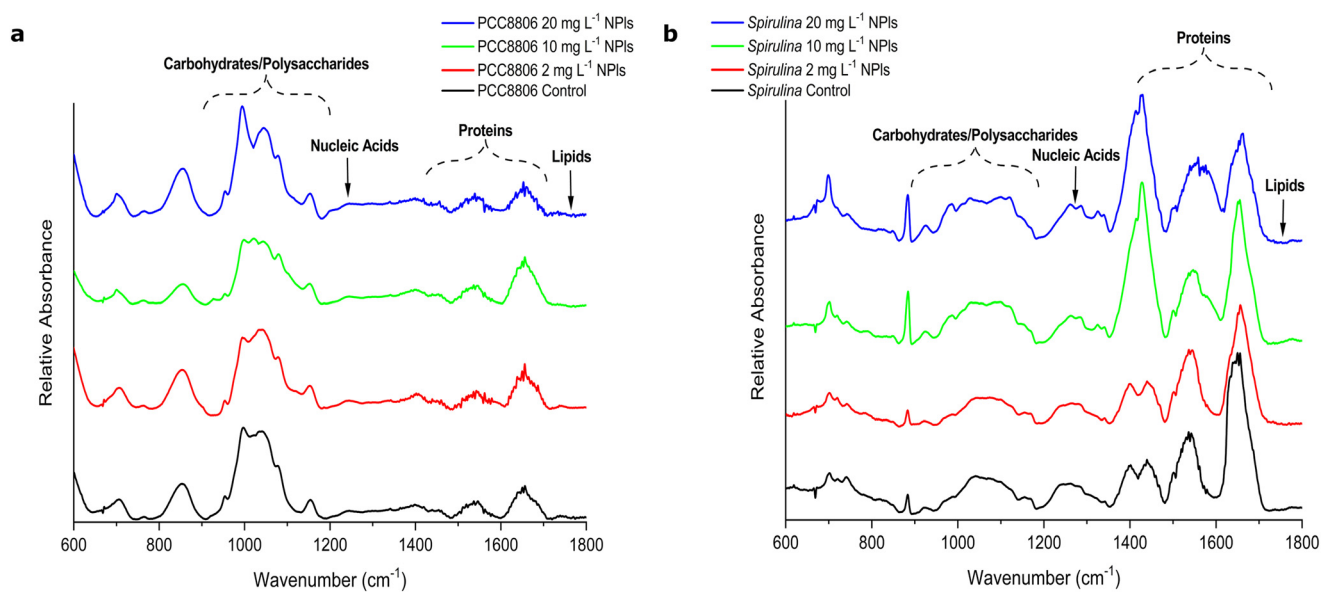 a
PCC8806 20 mg L⁻¹ NPls
PCC8806 10 mg L⁻¹ NPls
PCC8806 2 mg L⁻¹ NPls
PCC8806 Control
Carbohydrates/Polysaccharides
Nucleic Acids
Proteins
Lipids
Relative Absorbance
600 800 1000 1200 1400 1600 1800
Wavenumber (cm⁻¹)
b
Spirulina 20 mg L⁻¹ NPls
Spirulina 10 mg L⁻¹ NPls
Spirulina 2 mg L⁻¹ NPls
Spirulina Control
Proteins
Carbohydrates/Polysaccharides
Nucleic Acids
Lipids
Relative Absorbance
600 800 1000 1200 1400 1600 1800
Wavenumber (cm⁻¹)